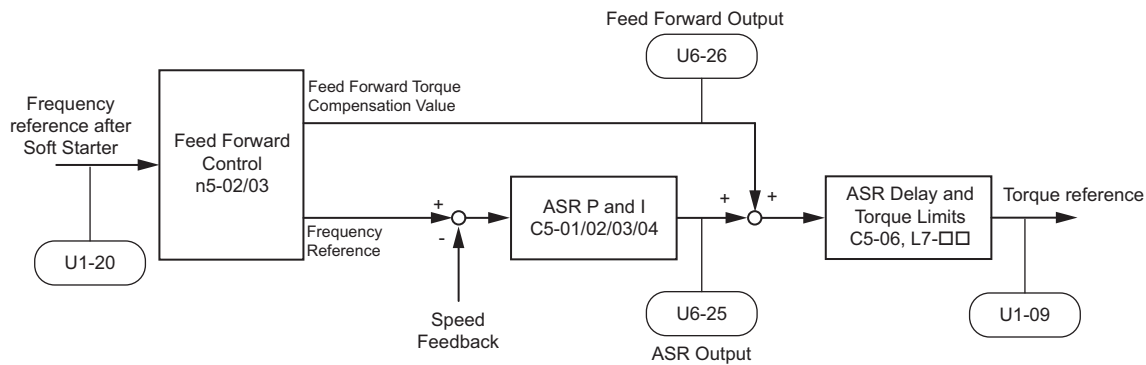 Feed Forward Output
U6-26
Frequency
reference after
Soft Starter
Feed Forward
Control
n5-02/03
Feed Forward Torque
Compensation Value
+
-
Frequency
Reference
ASR P and I
C5-01/02/03/04
+
+
ASR Delay and
Torque Limits
C5-06, L7-□□
Torque reference
U1-20
Speed
Feedback
U6-25
ASR Output
U1-09